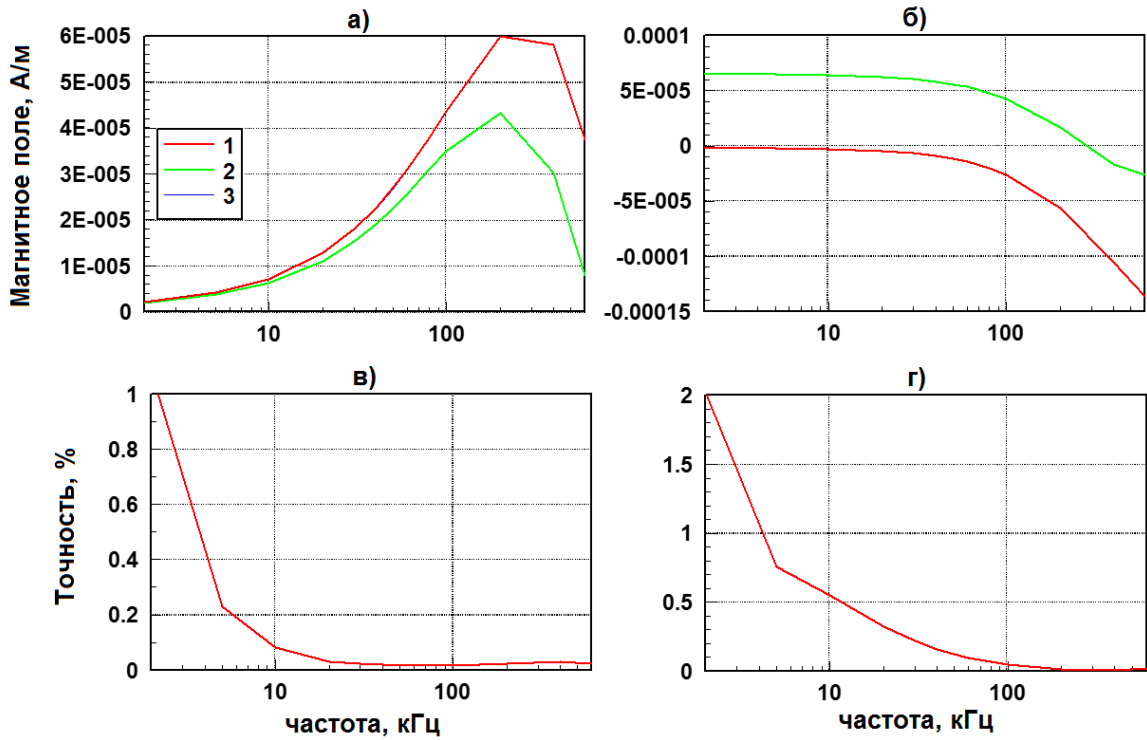 а)
б)
Магнитное поле, А/м
6E-005
5E-005
4E-005
3E-005
2E-005
1E-005
0
1
2
3
10
100
0.0001
5E-005
0
-5E-005
-0.0001
-0.00015
10
100
в)
г)
Точность, %
1
0.8
0.6
0.4
0.2
0
10
100
частота, кГц
2
1.5
1
0.5
0
10
100
частота, кГц